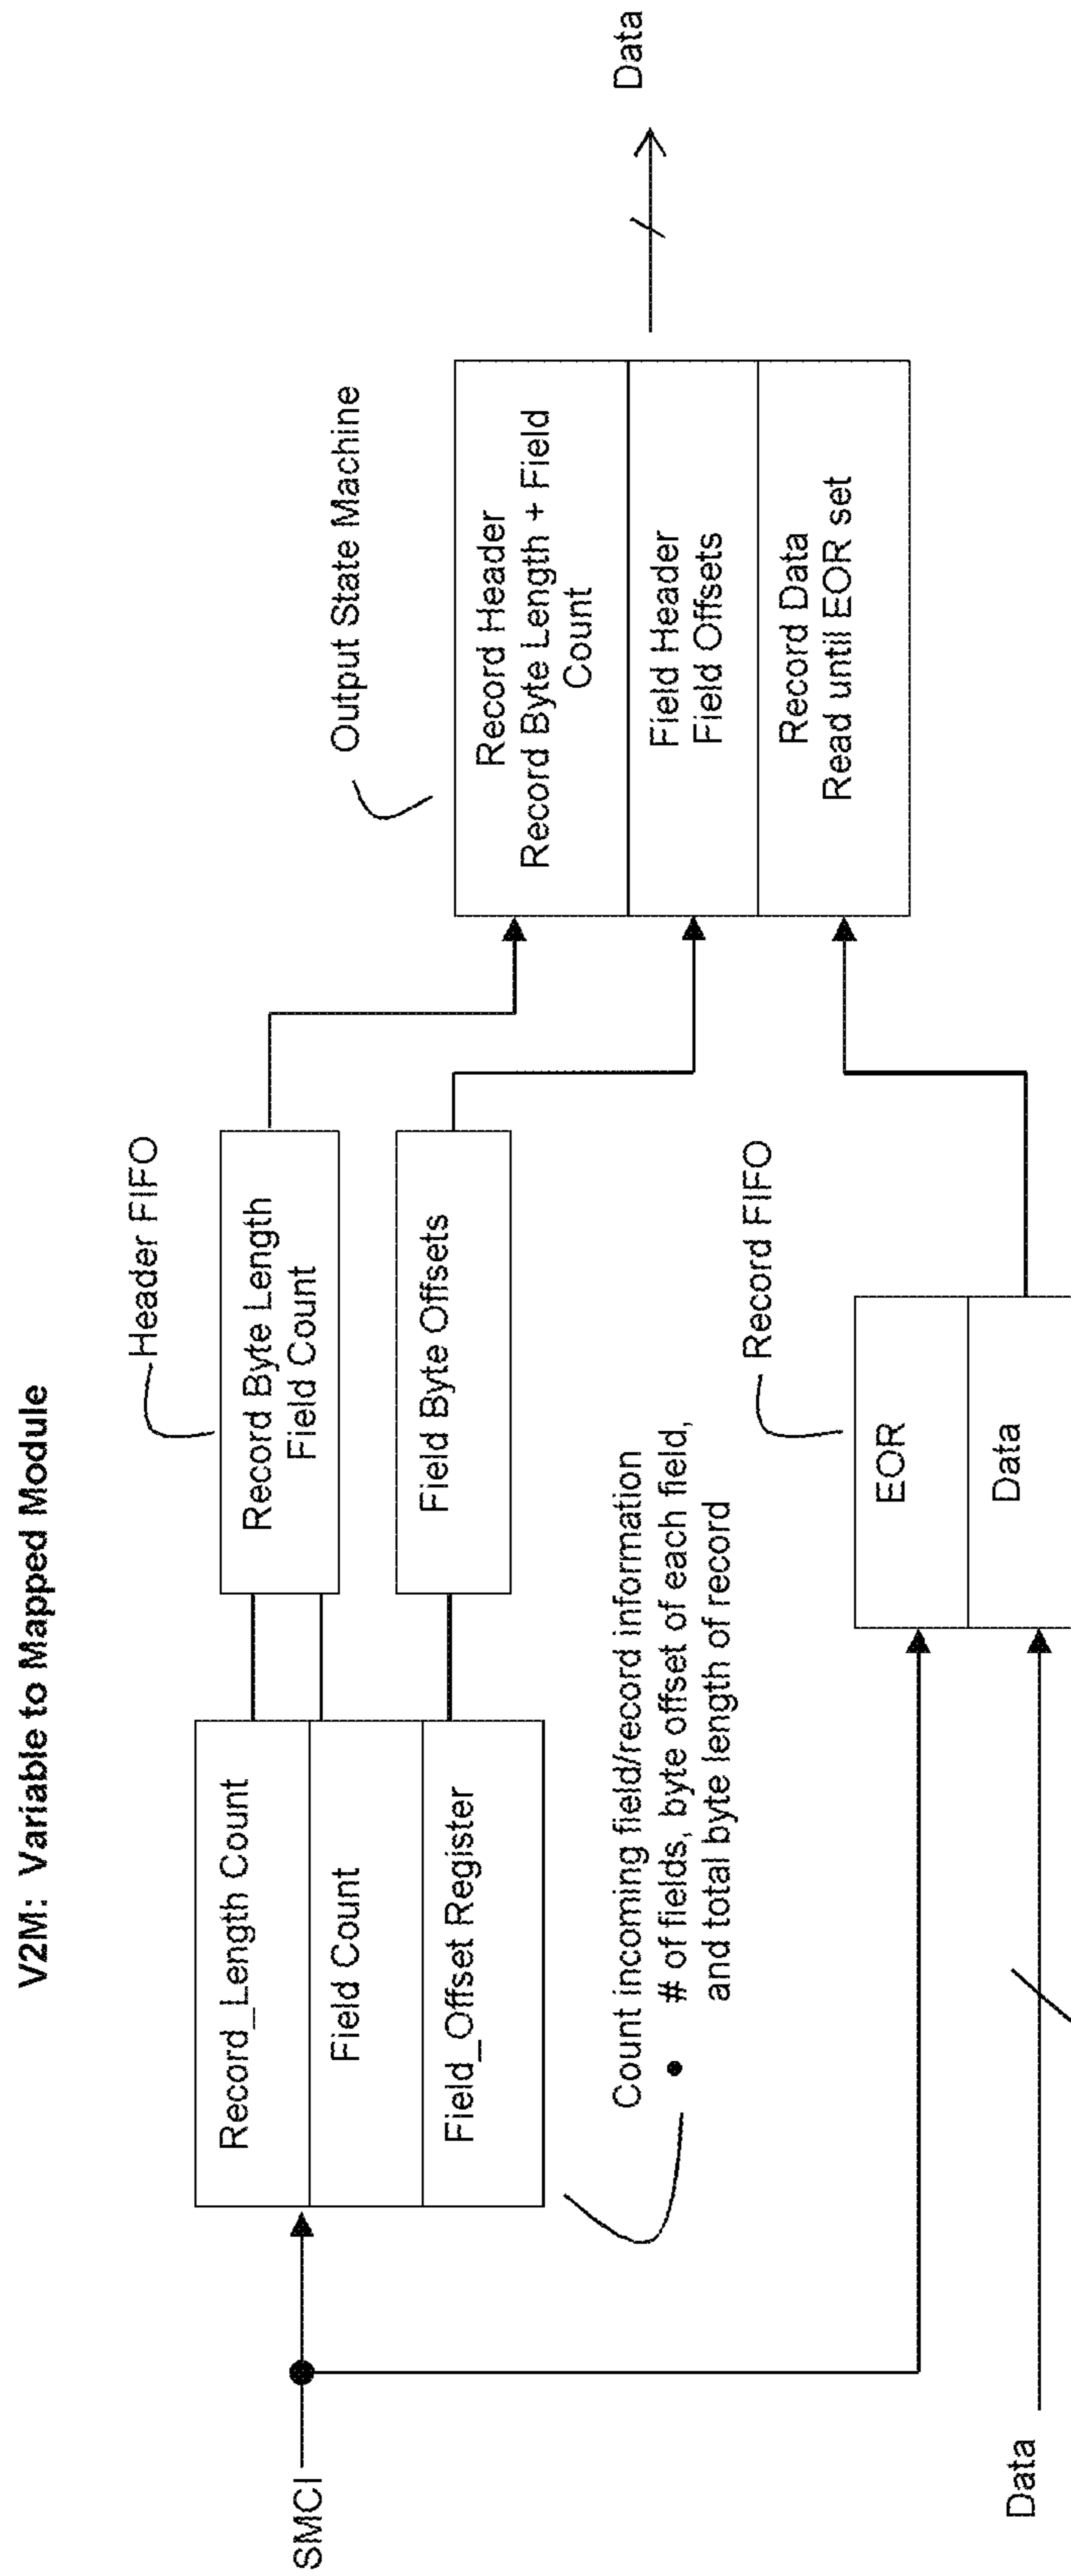 V2M: Variable to Mapped Module
SMCI
Record_Length Count
Field Count
Field_Offset Register
Header FIFO
Record Byte Length
Field Count
Field Byte Offsets
Count incoming field/record information
• # of fields, byte offset of each field,
and total byte length of record
Output State Machine
Record Header
Record Byte Length + Field
Count
Field Header
Field Offsets
Record Data
Read until EOR set
Data
Record FIFO
EOR
Data
Data